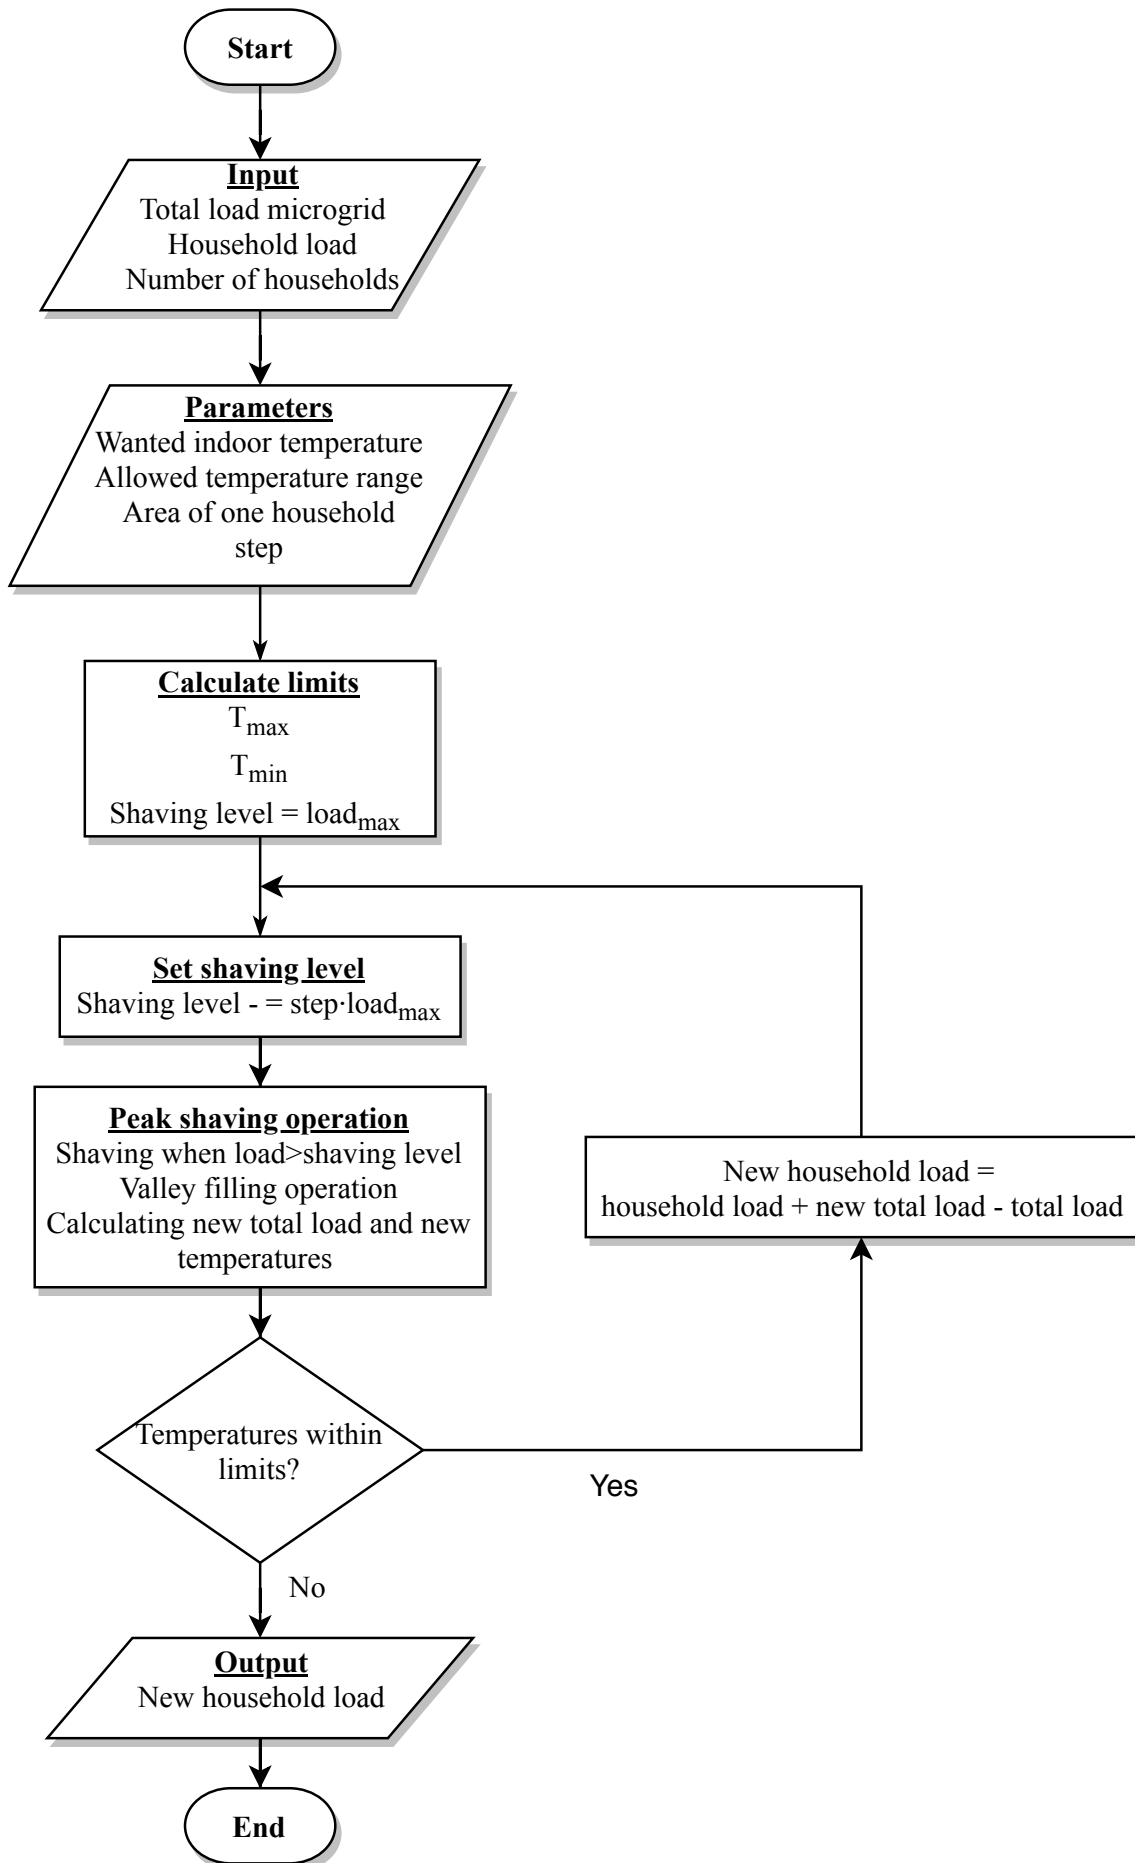 Start
Input
Total load microgrid
Household load
Number of households
Parameters
Wanted indoor temperature
Allowed temperature range
Area of one household
step
Calculate limits
Tmax
Tmin
Shaving level = loadmax
Set shaving level
Shaving level - = step·loadmax
Peak shaving operation
Shaving when load>shaving level
Valley filling operation
Calculating new total load and new
temperatures
New household load =
household load + new total load - total load
Temperatures within
limits?
Yes
No
Output
New household load
End